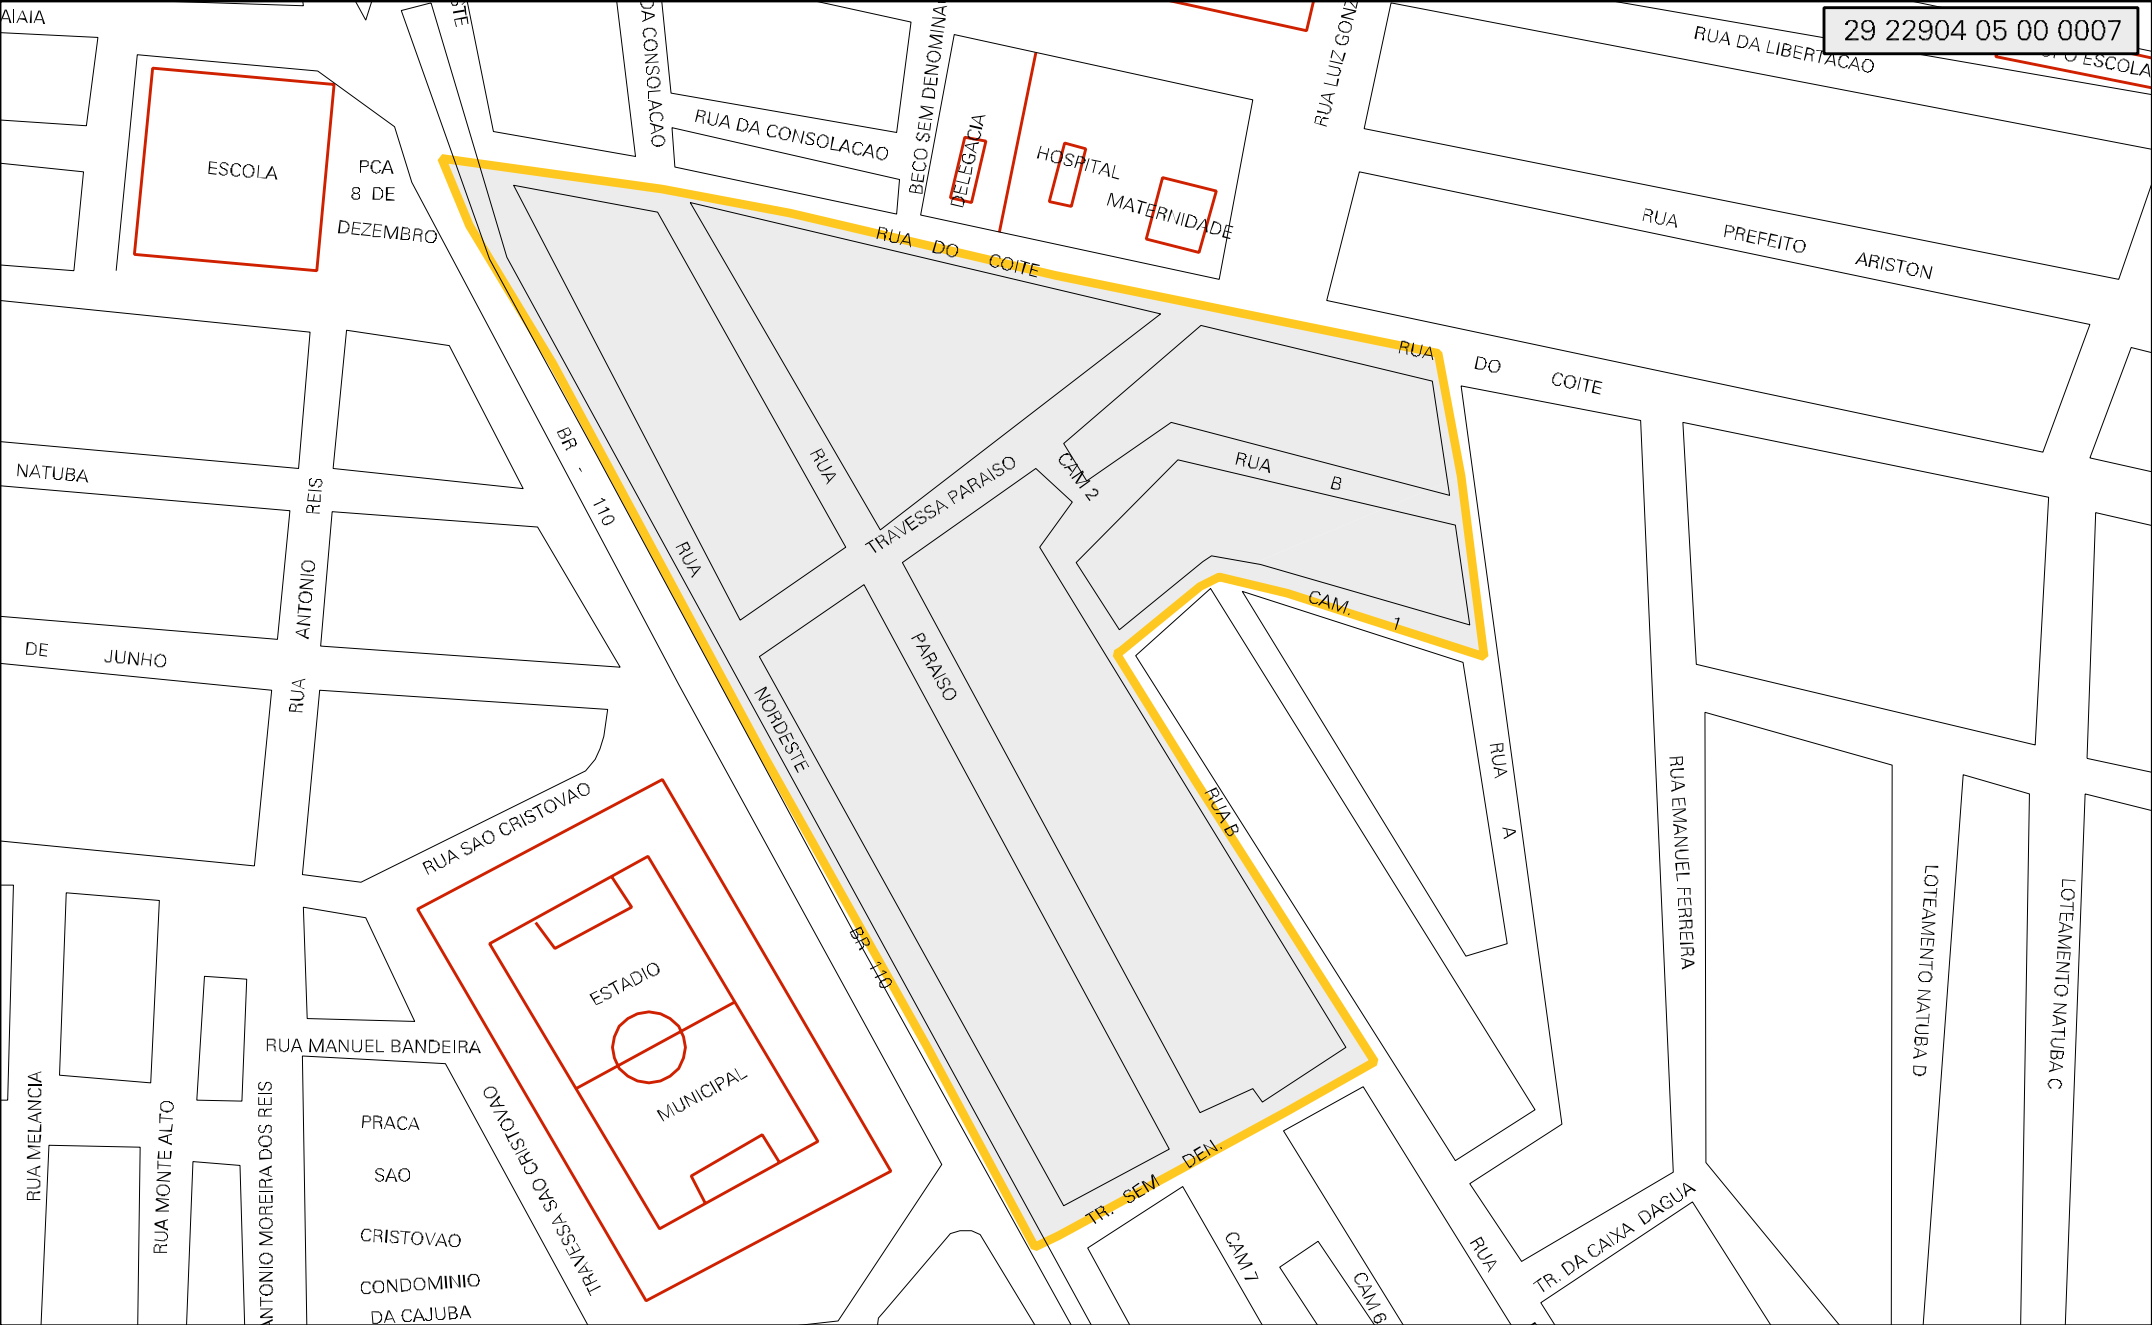 AIAIA
STE
DA CONSOLACAO
RUA DA CONSOLACAO
BECO SEM DENOMINA
DELEGACIA
HOSPITAL
MATERNIDADE
RUA LUIZ GONZ
RUA DA LIBERTACAO
29 22904 05 00 0007
ESCOLA
ESCOLA
PCA
8 DE
DEZEMBRO
RUA DO COITE
RUA DO COITE
RUA PREFEITO ARISTON
NATUBA
RUA ANTONIO REIS
DE JUNHO
BR - 110
RUA NORDESTE
RUA PARAISO
TRAVESSA PARAISO
CAM 2
RUA B
CAM. 1
RUA B
RUA A
RUA EMANUEL FERREIRA
LOTEAMENTO NATUBA D
LOTEAMENTO NATUBA C
RUA SAO CRISTOVAO
ESTADIO
MUNICIPAL
BR 110
RUA MANUEL BANDEIRA
TRAVESSA SAO CRISTOVAO
RUA MELANCIA
RUA MONTE ALTO
ANTONIO MOREIRA DOS REIS
PRACA
SAO
CRISTOVAO
CONDOMINIO
DA CAJUBA
TR. SEM DEN.
CAM 7
CAM 6
RUA
TR. DA CAIXA DAGUA